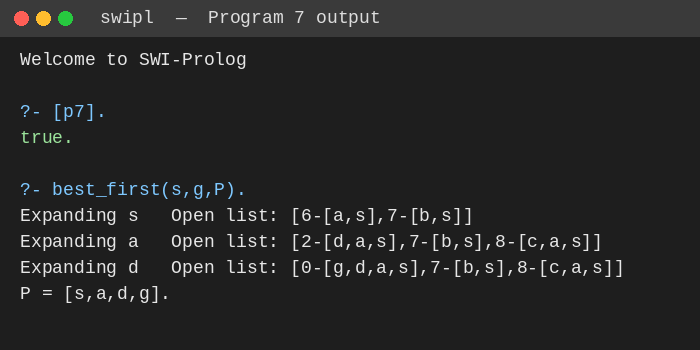 swipl — Program 7 output
Welcome to SWI-Prolog
?- [p7].
true.
?- best_first(s,g,P).
Expanding s   Open list: [6-[a,s],7-[b,s]]
Expanding a   Open list: [2-[d,a,s],7-[b,s],8-[c,a,s]]
Expanding d   Open list: [0-[g,d,a,s],7-[b,s],8-[c,a,s]]
P = [s,a,d,g].